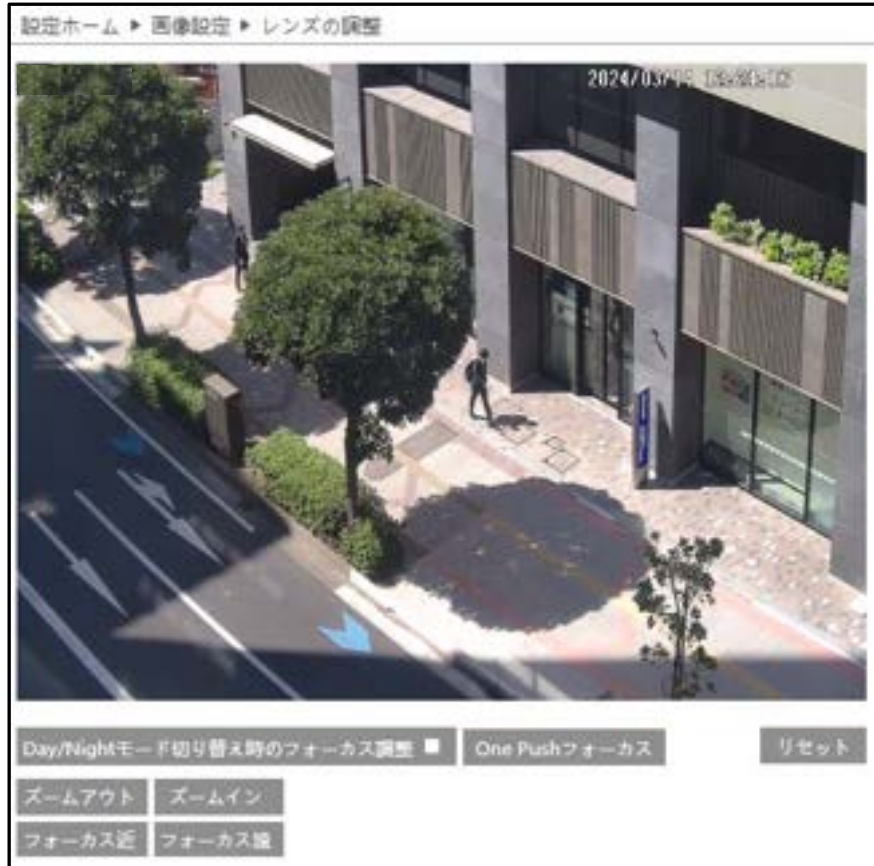 設定ホーム ▶ 画像設定 ▶ レンズの調整
2024/03/11
Day/Nightモード切り替え時のフォーカス調整
One Pushフォーカス
リセット
ズームアウト
ズームイン
フォーカス近
フォーカス遠